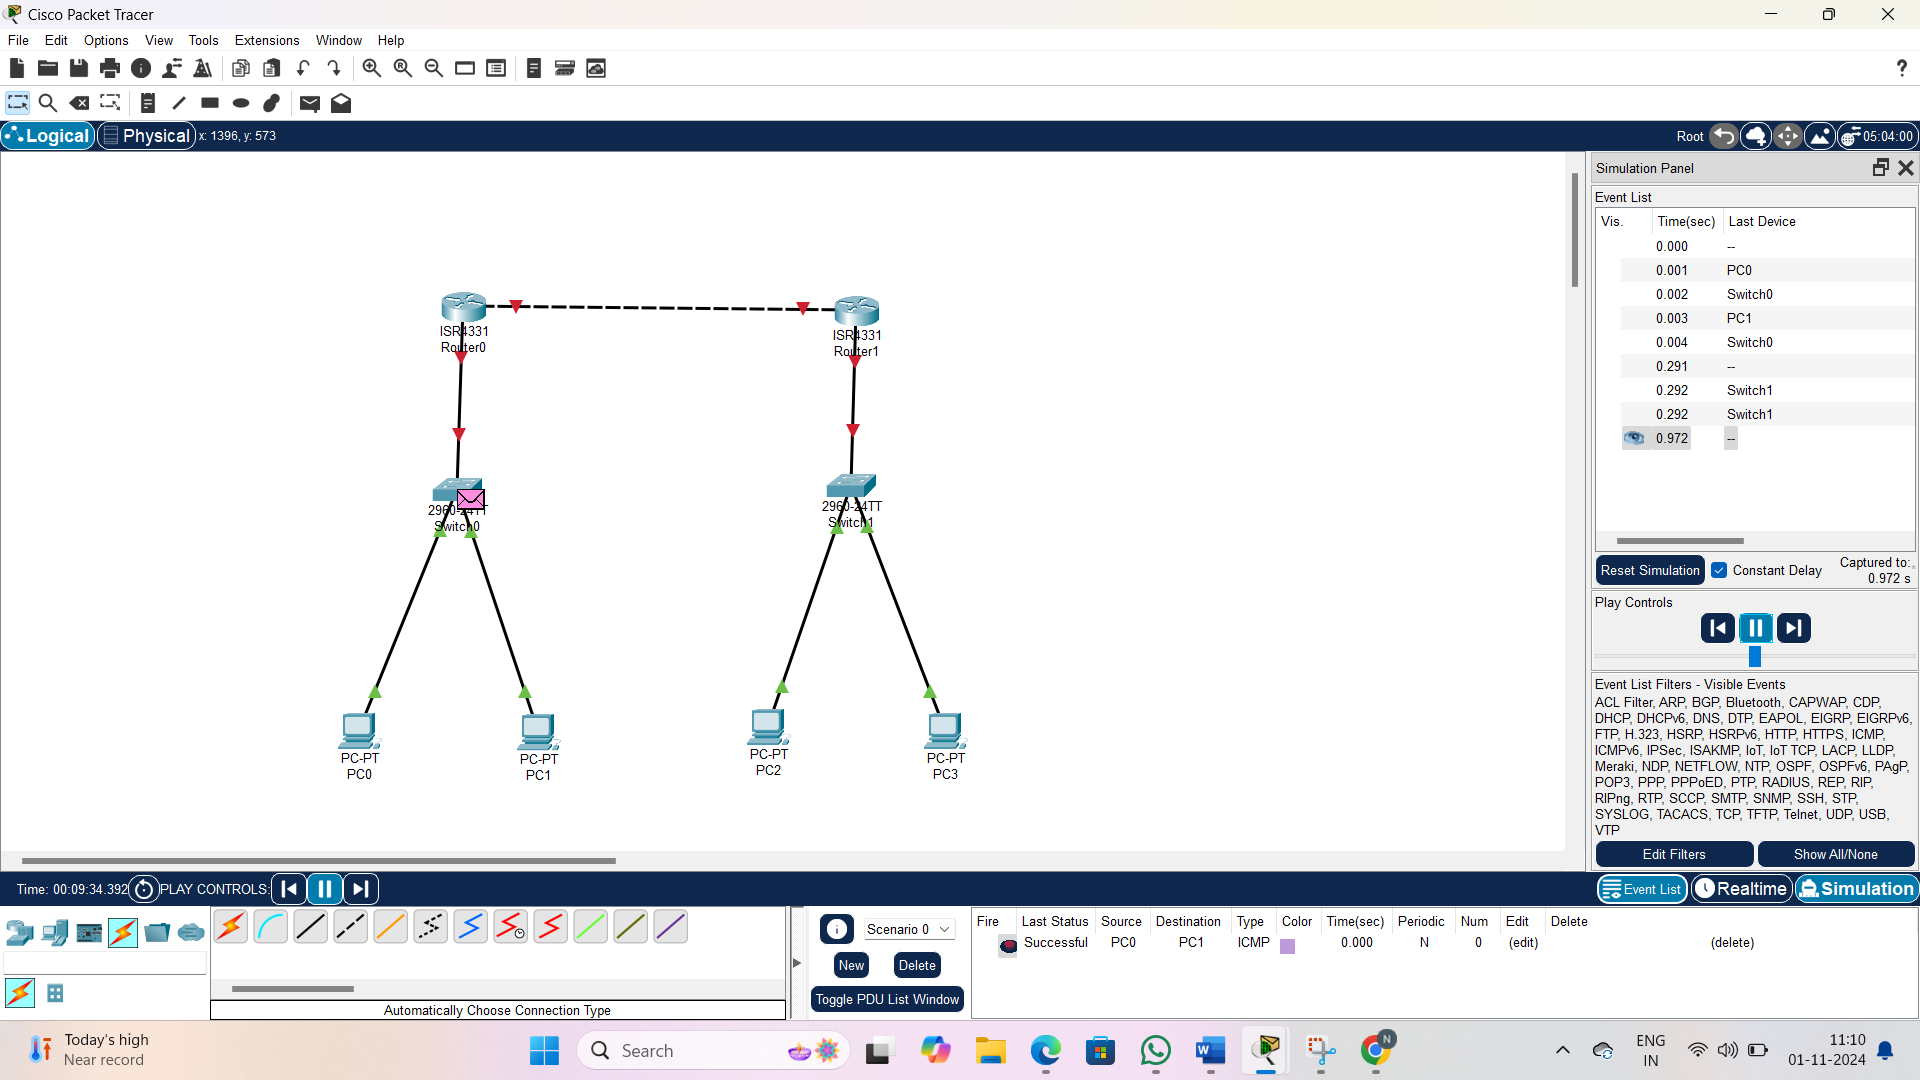 Cisco Packet Tracer
File Edit Options View Tools Extensions Window Help
?
Logical Physical x: 1396, y: 573
Root 05:04:00
Simulation Panel
Event List
Vis. Time(sec) Last Device
0.000 --
0.001 PC0
0.002 Switch0
0.003 PC1
0.004 Switch0
0.291 --
0.292 Switch1
0.292 Switch1
0.972 --
Reset Simulation Constant Delay Captured to:
0.972 s
Play Controls
Event List Filters - Visible Events
ACL Filter, ARP, BGP, Bluetooth, CAPWAP, CDP,
DHCP, DHCPv6, DNS, DTP, EAPOL, EIGRP, EIGRPv6,
FTP, H.323, HSRP, HSRPv6, HTTP, HTTPS, ICMP,
ICMPv6, IPSec, ISAKMP, IoT, IoT TCP, LACP, LLDP,
Meraki, NDP, NETFLOW, NTP, OSPF, OSPFv6, PAgP,
POP3, PPP, PPPoED, PTP, RADIUS, REP, RIP,
RIPng, RTP, SCCP, SMTP, SNMP, SSH, STP,
SYSLOG, TACACS, TCP, TFTP, Telnet, UDP, USB,
VTP
Edit Filters Show All/None
ISR4331
Router0
ISR4331
Router1
2960-24TT
Switch0
2960-24TT
Switch1
PC-PT
PC0
PC-PT
PC1
PC-PT
PC2
PC-PT
PC3
Time: 00:09:34.392 PLAY CONTROLS:
Event List Realtime Simulation
Automatically Choose Connection Type
Scenario 0
New Delete
Toggle PDU List Window
Fire Last Status Source Destination Type Color Time(sec) Periodic Num Edit Delete
Successful PC0 PC1 ICMP 0.000 N 0 (edit) (delete)
Today's high
Near record
Search
N
ENG
IN
11:10
01-11-2024